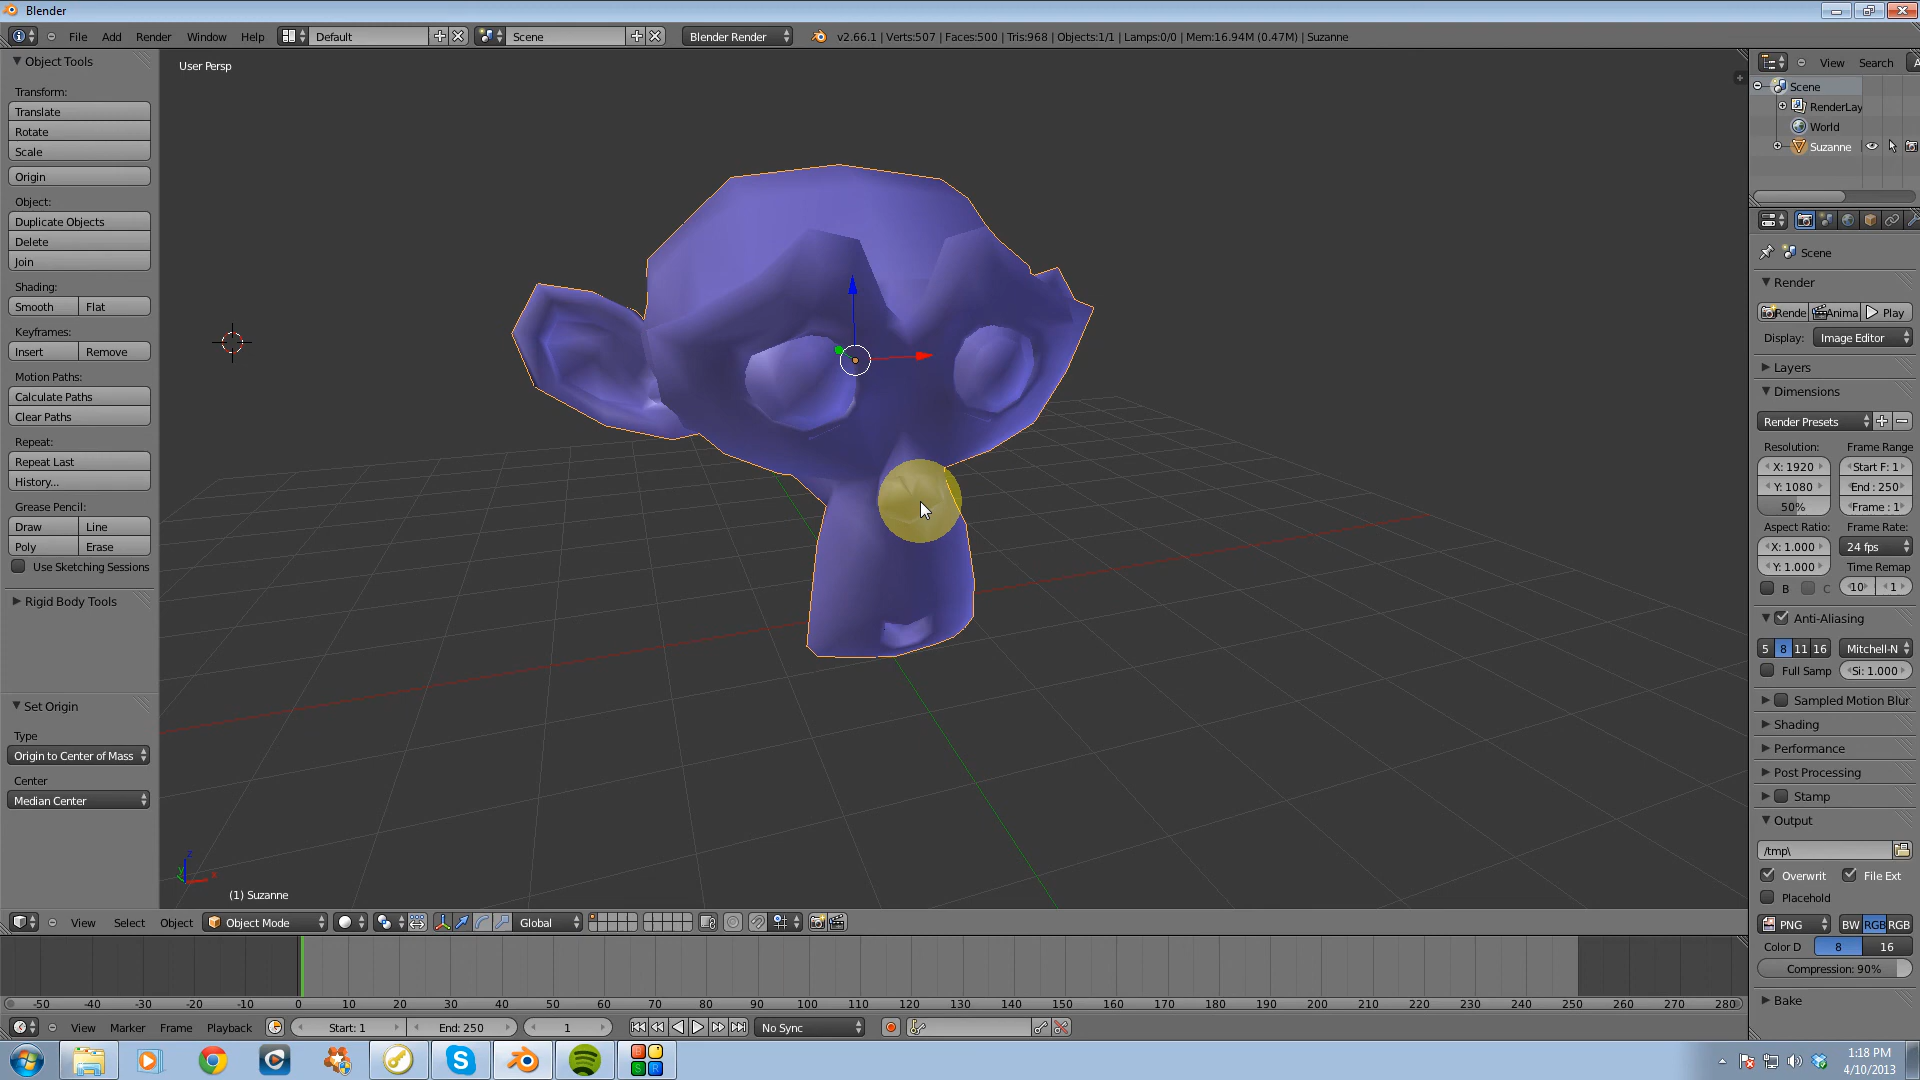 Blender
File Add Render Window Help Default Scene Blender Render v2.66.1 | Verts:507 | Faces:500 | Tris:968 | Objects:1/1 | Lamps:0/0 | Mem:16.94M (0.47M) | Suzanne
Object Tools
Transform:
Translate
Rotate
Scale
Origin
Object:
Duplicate Objects
Delete
Join
Shading:
Smooth Flat
Keyframes:
Insert Remove
Motion Paths:
Calculate Paths
Clear Paths
Repeat:
Repeat Last
History...
Grease Pencil:
Draw Line
Poly Erase
Use Sketching Sessions
Rigid Body Tools
Set Origin
Type
Origin to Center of Mass
Center
Median Center
User Persp
z
y
x
(1) Suzanne
View Search A
Scene
RenderLay
World
Suzanne
Scene
Render
Rende Anima Play
Display: Image Editor
Layers
Dimensions
Render Presets
Resolution: Frame Range
X: 1920 Start F: 1
Y: 1080 End : 250
50% Frame : 1
Aspect Ratio: Frame Rate:
X: 1.000 24 fps
Y: 1.000 Time Remap
B C 10 1
Anti-Aliasing
5 8 11 16 Mitchell-N
Full Samp Si: 1.000
Sampled Motion Blur
Shading
Performance
Post Processing
Stamp
Output
/tmp\
Overwrit File Ext
Placehold
PNG BW RGB RGB
Color D 8 16
Compression: 90%
Bake
View Select Object Object Mode Global
-50 -40 -30 -20 -10 0 10 20 30 40 50 60 70 80 90 100 110 120 130 140 150 160 170 180 190 200 210 220 230 240 250 260 270 280
View Marker Frame Playback Start: 1 End: 250 1 No Sync
B S R
1:18 PM
4/10/2013